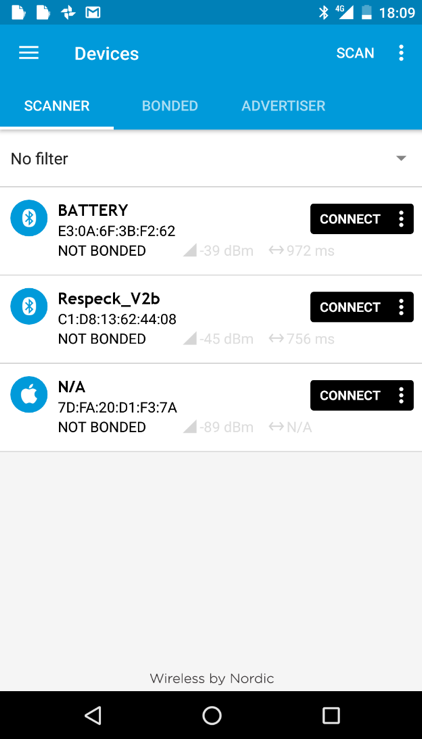 4G 18:09
Devices SCAN
SCANNER BONDED ADVERTISER
No filter
BATTERY
CONNECT
E3:0A:6F:3B:F2:62
NOT BONDED -39 dBm 972 ms
Respeck_V2b
CONNECT
C1:D8:13:62:44:08
NOT BONDED -45 dBm 756 ms
N/A
CONNECT
7D:FA:20:D1:F3:7A
NOT BONDED -89 dBm N/A
Wireless by Nordic